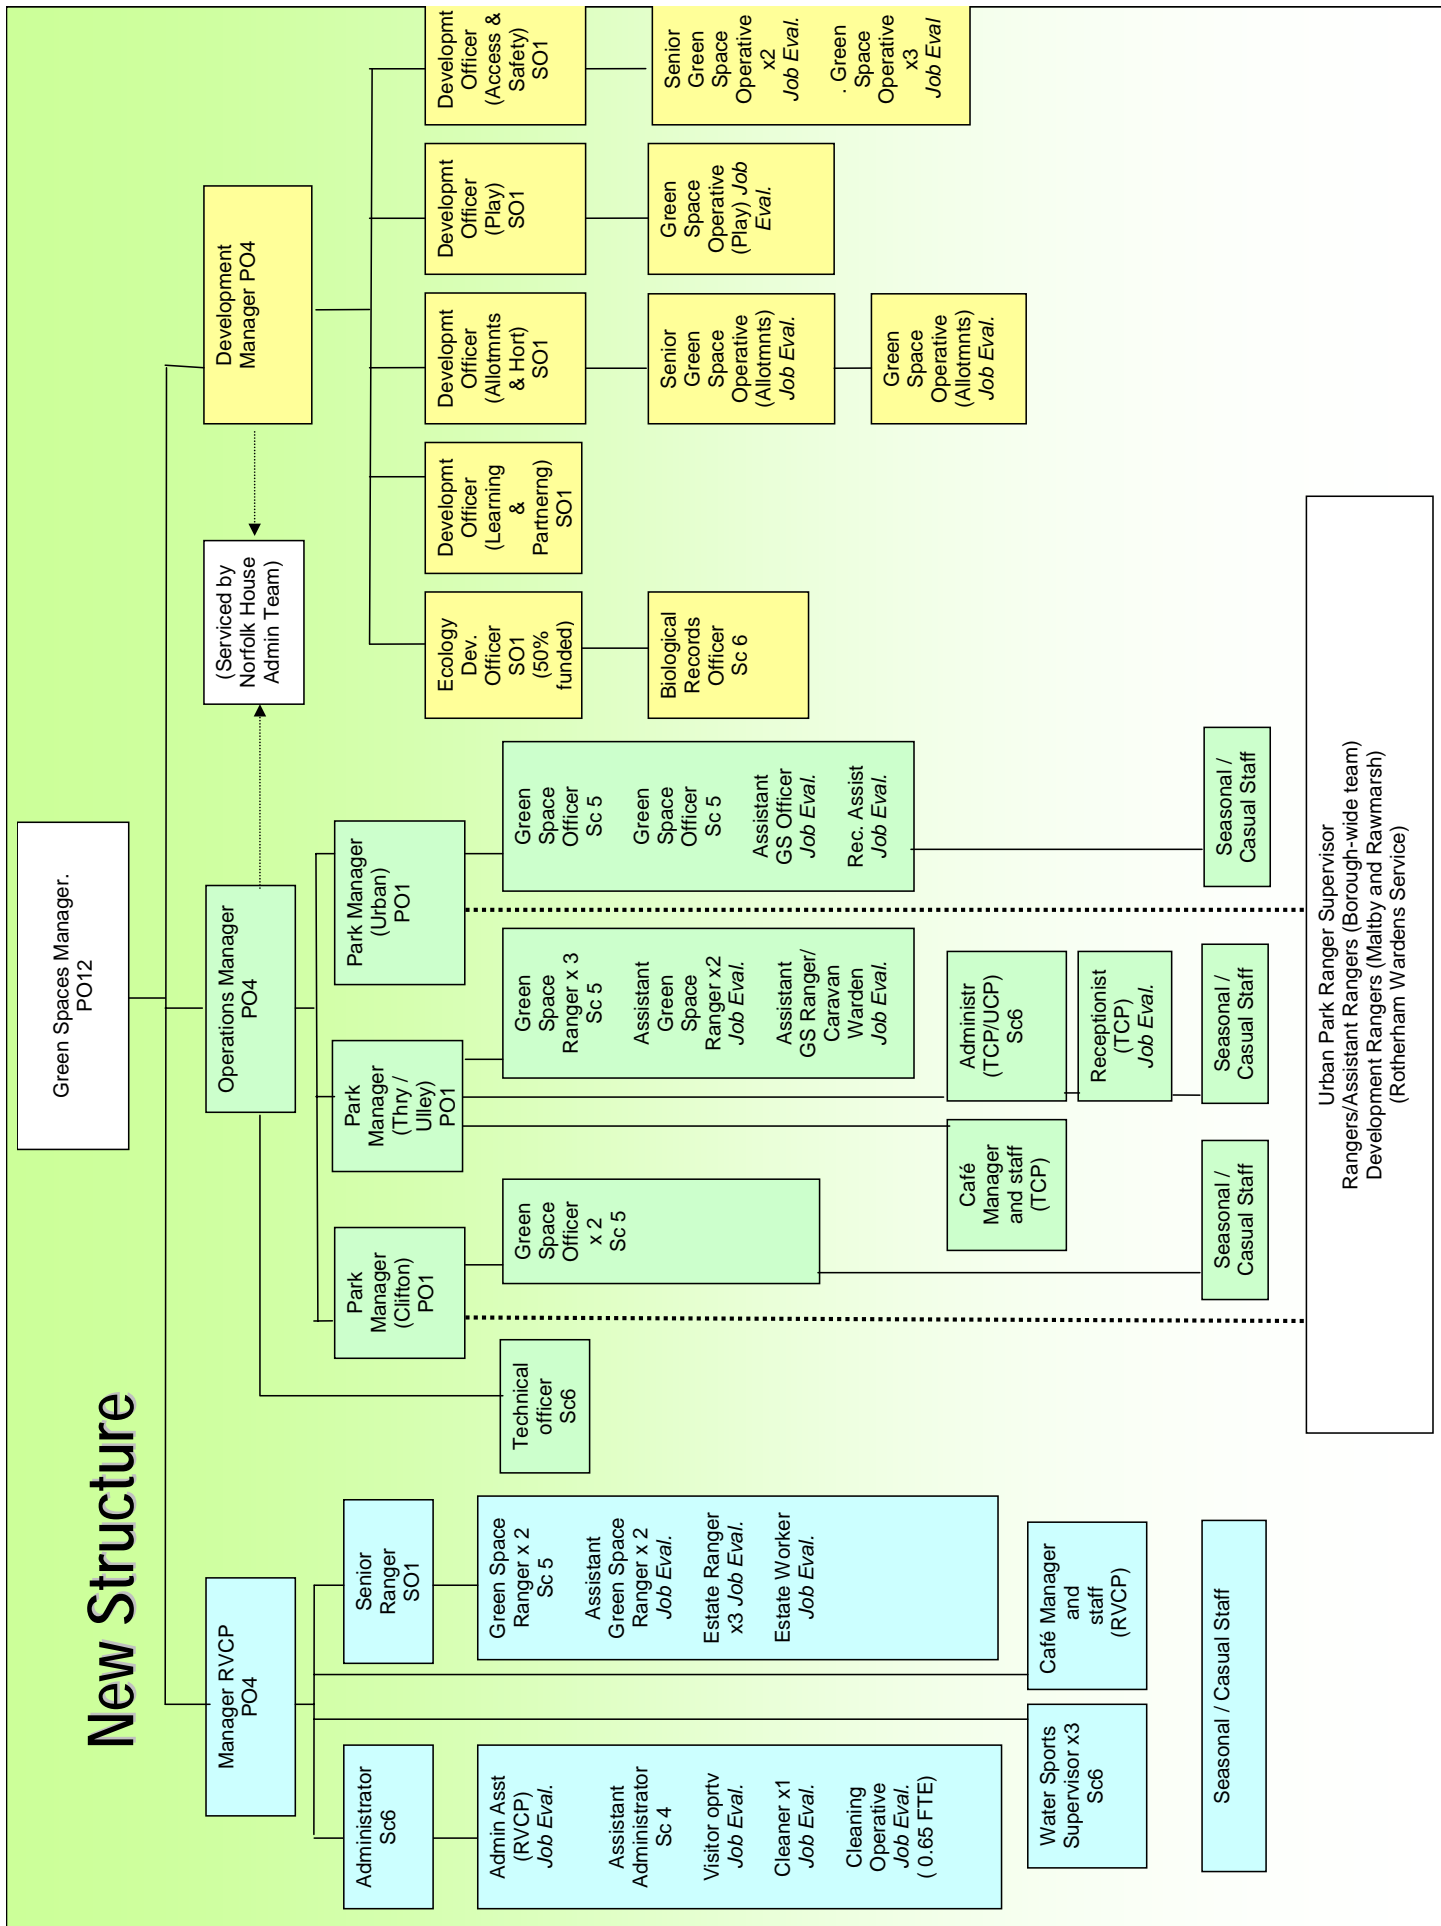 New Structure
Green Spaces Manager.
PO12
Manager RVCP
PO4
Operations Manager
PO4
(Serviced by
Norfolk House
Admin Team)
Development
Manager PO4
Administrator
Sc6
Senior
Ranger
SO1
Park
Manager
(Clifton)
PO1
Park
Manager
(Thry /
Ulley)
PO1
Park Manager
(Urban)
PO1
Ecology
Dev.
Officer
SO1
(50%
funded)
Developmt
Officer
(Learning
&
Partnerng)
SO1
Developmt
Officer
(Allotmnts
& Hort)
SO1
Developmt
Officer
(Play)
SO1
Developmt
Officer
(Access &
Safety)
SO1
Admin Asst
(RVCP)
Job Eval.
Assistant
Administrator
Sc 4
Visitor oprtv
Job Eval.
Cleaner x1
Job Eval.
Cleaning
Operative
Job Eval.
( 0.65 FTE)
Green Space
Ranger x 2
Sc 5
Assistant
Green Space
Ranger x 2
Job Eval.
Estate Ranger
x3 Job Eval.
Estate Worker
Job Eval.
Technical
officer
Sc6
Green
Space
Officer
x 2
Sc 5
Green
Space
Ranger x 3
Sc 5
Assistant
Green
Space
Ranger x2
Job Eval.
Assistant
GS Ranger/
Caravan
Warden
Job Eval.
Green
Space
Officer
Sc 5
Green
Space
Officer
Sc 5
Assistant
GS Officer
Job Eval.
Rec. Assist
Job Eval.
Biological
Records
Officer
Sc 6
Senior
Green
Space
Operative
(Allotmnts)
Job Eval.
Green
Space
Operative
(Play) Job
Eval.
Senior
Green
Space
Operative
x2
Job Eval.
. Green
Space
Operative
x3
Job Eval
Green
Space
Operative
(Allotmnts)
Job Eval.
Water Sports
Supervisor x3
Sc6
Café Manager
and
staff
(RVCP)
Café
Manager
and staff
(TCP)
Administr
(TCP/UCP)
Sc6
Receptionist
(TCP)
Job Eval.
Seasonal / Casual Staff
Seasonal /
Casual Staff
Seasonal /
Casual Staff
Seasonal /
Casual Staff
Urban Park Ranger Supervisor
Rangers/Assistant Rangers (Borough-wide team)
Development Rangers (Maltby and Rawmarsh)
(Rotherham Wardens Service)